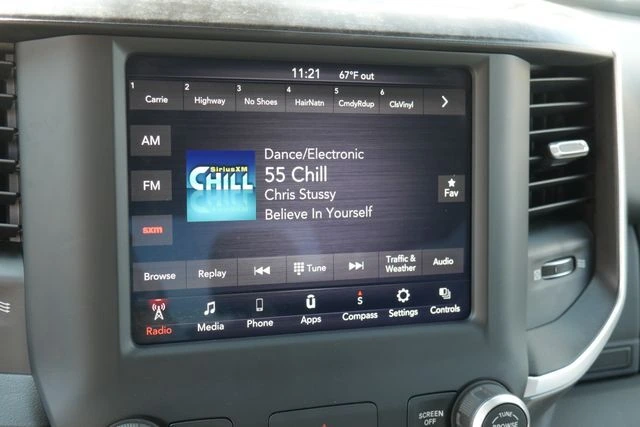 11:21 67°F out
1 Carrie 2 Highway 3 No Shoes 4 HairNatn 5 CmdyRdup 6 ClsVinyl
AM
FM
sxm
SiriusXM
CHILL
Dance/Electronic
55 Chill
Chris Stussy
Believe In Yourself
Fav
Browse Replay Tune Traffic & Weather Audio
Radio Media Phone Apps S Compass Settings Controls
SCREEN OFF
TUNE
BROWSE